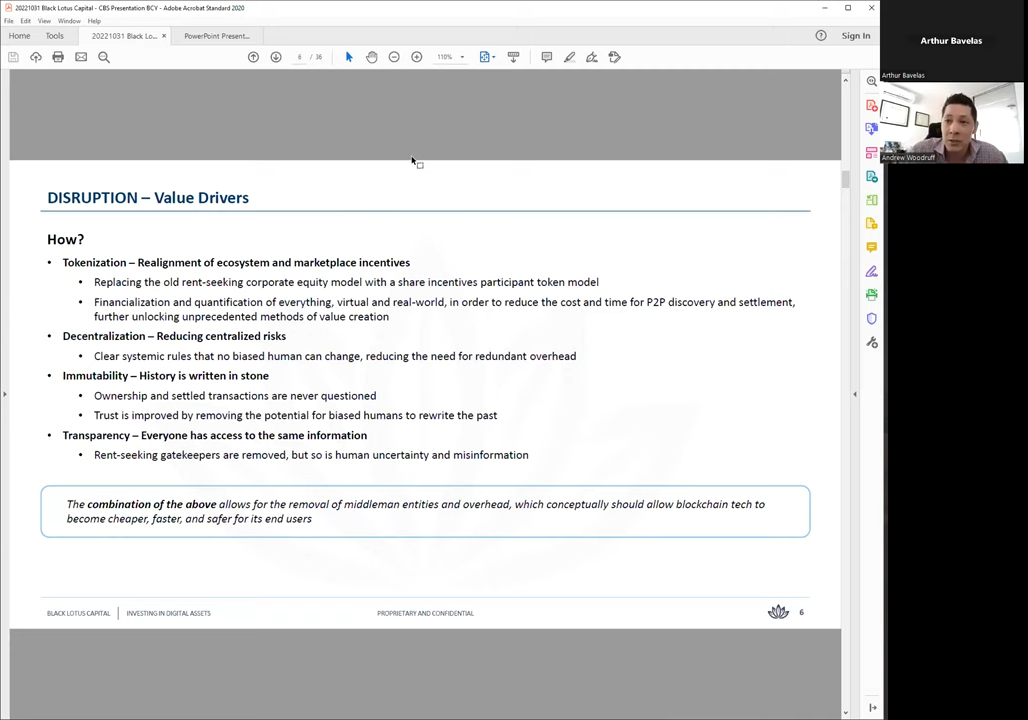 20221031 Black Lotus Capital - CBS Presentation BCY - Adobe Acrobat Standard 2020
File Edit View Window Help
Home Tools 20221031 Black Lo... × PowerPoint Present... Sign In
6 / 36 110%
DISRUPTION – Value Drivers
How?
• Tokenization – Realignment of ecosystem and marketplace incentives
• Replacing the old rent-seeking corporate equity model with a share incentives participant token model
• Financialization and quantification of everything, virtual and real-world, in order to reduce the cost and time for P2P discovery and settlement,
further unlocking unprecedented methods of value creation
• Decentralization – Reducing centralized risks
• Clear systemic rules that no biased human can change, reducing the need for redundant overhead
• Immutability – History is written in stone
• Ownership and settled transactions are never questioned
• Trust is improved by removing the potential for biased humans to rewrite the past
• Transparency – Everyone has access to the same information
• Rent-seeking gatekeepers are removed, but so is human uncertainty and misinformation
The combination of the above allows for the removal of middleman entities and overhead, which conceptually should allow blockchain tech to
become cheaper, faster, and safer for its end users
BLACK LOTUS CAPITAL | INVESTING IN DIGITAL ASSETS PROPRIETARY AND CONFIDENTIAL 6
Arthur Bavelas
Arthur Bavelas
Andrew Woodruff